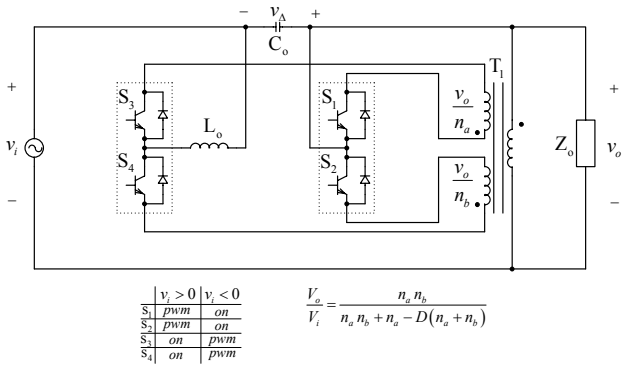 − v_Δ +
C_o
T_1
S_3
S_1
v_o/n_a
+
+
L_o
v_i
Z_o
v_o
S_4
S_2
v_o/n_b
−
−
v_i > 0 v_i < 0
S_1 pwm on
S_2 pwm on
S_3 on pwm
S_4 on pwm
V_o/V_i = n_a n_b/(n_a n_b + n_a − D(n_a + n_b))